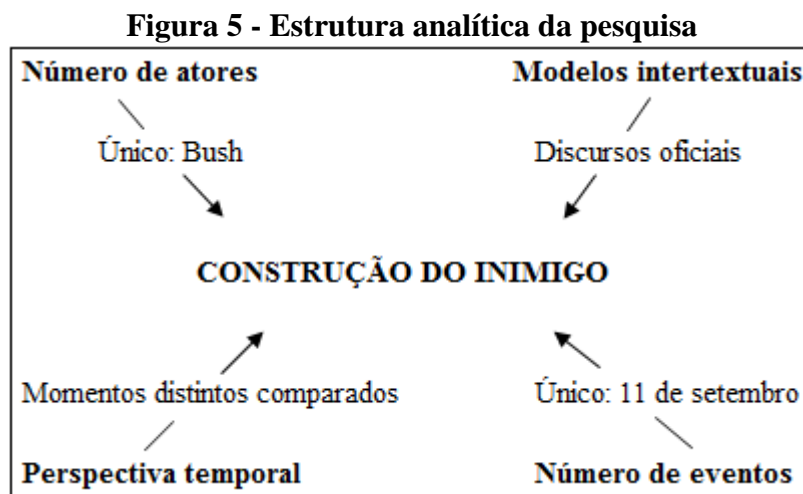 Figura 5 - Estrutura analítica da pesquisa
Número de atores
Modelos intertextuais
Único: Bush
Discursos oficiais
CONSTRUÇÃO DO INIMIGO
Momentos distintos comparados
Único: 11 de setembro
Perspectiva temporal
Número de eventos